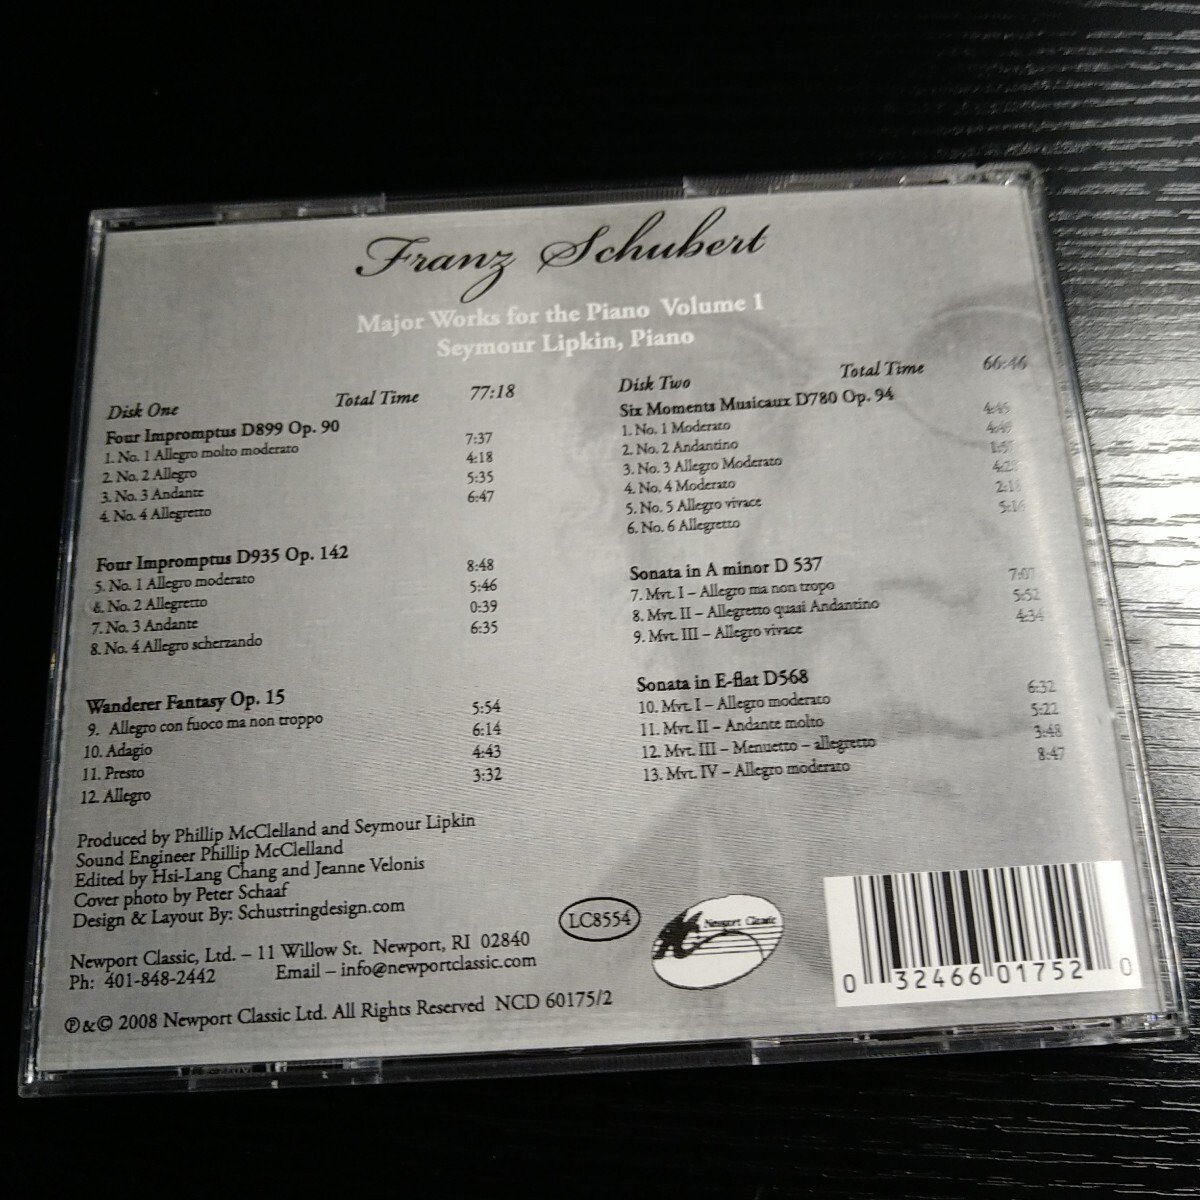 Franz Schubert
Major Works for the Piano Volume 1
Seymour Lipkin, Piano
Disk One Total Time 77:18
Four Impromptus D899 Op. 90
1. No. 1 Allegro molto moderato 7:37
2. No. 2 Allegro 4:18
3. No. 3 Andante 5:35
4. No. 4 Allegretto 6:47
Four Impromptus D935 Op. 142
5. No. 1 Allegro moderato 8:48
6. No. 2 Allegretto 5:46
7. No. 3 Andante 0:39
8. No. 4 Allegro scherzando 6:35
Wanderer Fantasy Op. 15
9. Allegro con fuoco ma non troppo 5:54
10. Adagio 6:14
11. Presto 4:43
12. Allegro 3:32
Disk Two Total Time 66:46
Six Moments Musicaux D780 Op. 94
1. No. 1 Moderato 4:45
2. No. 2 Andantino
3. No. 3 Allegro Moderato
4. No. 4 Moderato
5. No. 5 Allegro vivace
6. No. 6 Allegretto
Sonata in A minor D 537
7. Mvt. I – Allegro ma non tropo 7:07
8. Mvt. II – Allegretto quasi Andantino 5:52
9. Mvt. III – Allegro vivace 4:34
Sonata in E-flat D568
10. Mvt. I – Allegro moderato 6:32
11. Mvt. II – Andante molto 5:22
12. Mvt. III – Menuetto – allegretto 3:48
13. Mvt. IV – Allegro moderato 8:47
Produced by Phillip McClelland and Seymour Lipkin
Sound Engineer Phillip McClelland
Edited by Hsi-Lang Chang and Jeanne Velonis
Cover photo by Peter Schaaf
Design & Layout By: Schustringdesign.com
Newport Classic, Ltd. – 11 Willow St. Newport, RI 02840
Ph: 401-848-2442 Email – info@newportclassic.com
℗&© 2008 Newport Classic Ltd. All Rights Reserved NCD 60175/2
LC8554
Newport Classic
0 32466 01752 0